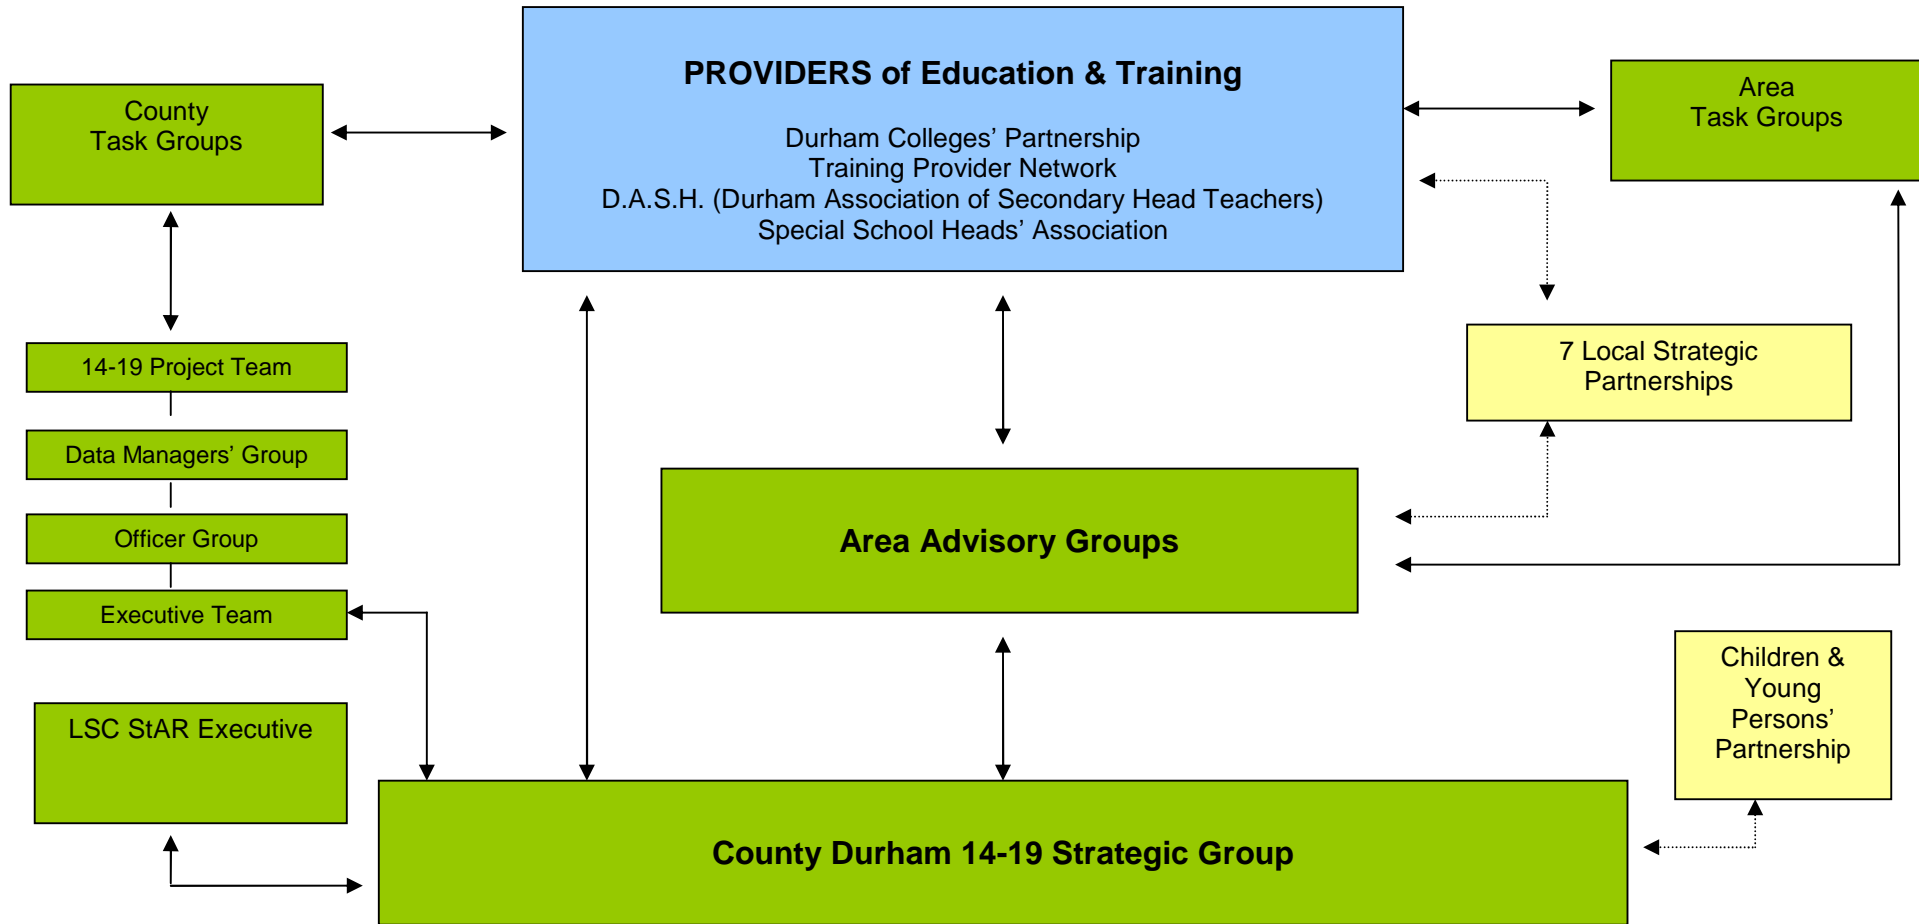 PROVIDERS of Education & Training
Durham Colleges’ Partnership
Training Provider Network
D.A.S.H. (Durham Association of Secondary Head Teachers)
Special School Heads’ Association
County
Task Groups
Area
Task Groups
14-19 Project Team
7 Local Strategic
Partnerships
Data Managers’ Group
Officer Group
Area Advisory Groups
Executive Team
LSC StAR Executive
Children &
Young
Persons’
Partnership
County Durham 14-19 Strategic Group